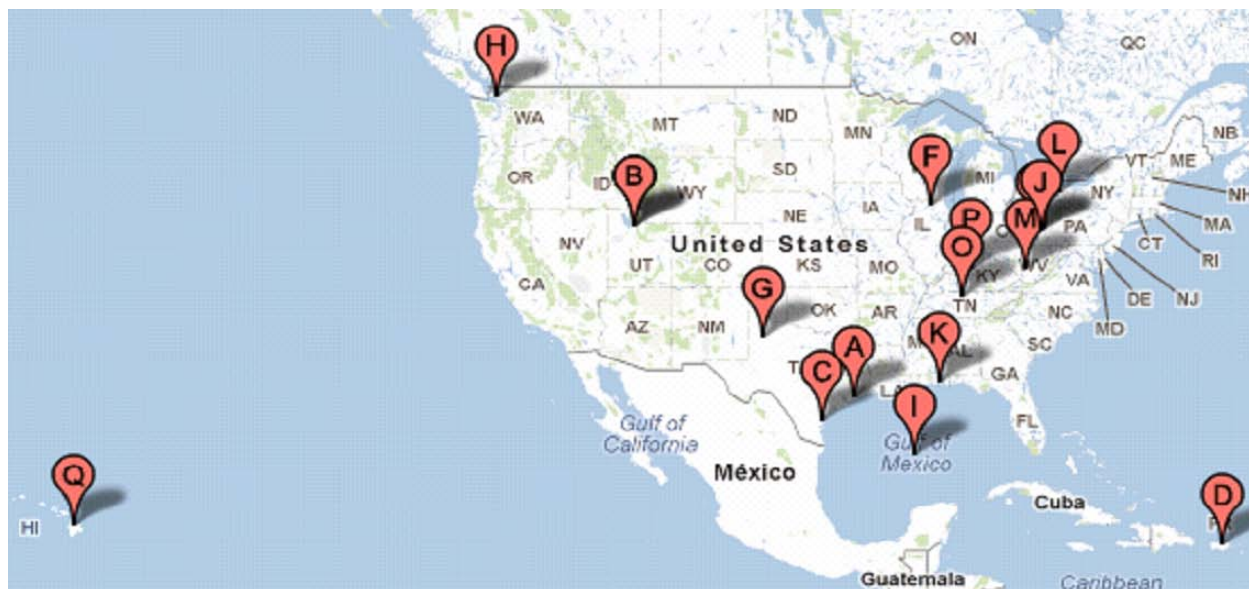 ON
QC
H
WA
MT
ND
MN
L
NB
VT
ME
F
MI
OR
ID
B
WY
SD
J
NY
NH
IA
IL
P
M
PA
MA
NE
CT
RI
NV
United States
O
WV
UT
CO
KS
MO
KY
VA
CA
G
DE
NJ
TN
OK
AR
NC
MD
AZ
NM
K
A
AL
SC
C
GA
I
FL
Gulf of
California
Gulf of
Mexico
México
Q
HI
Cuba
D
Guatemala
Caribbean